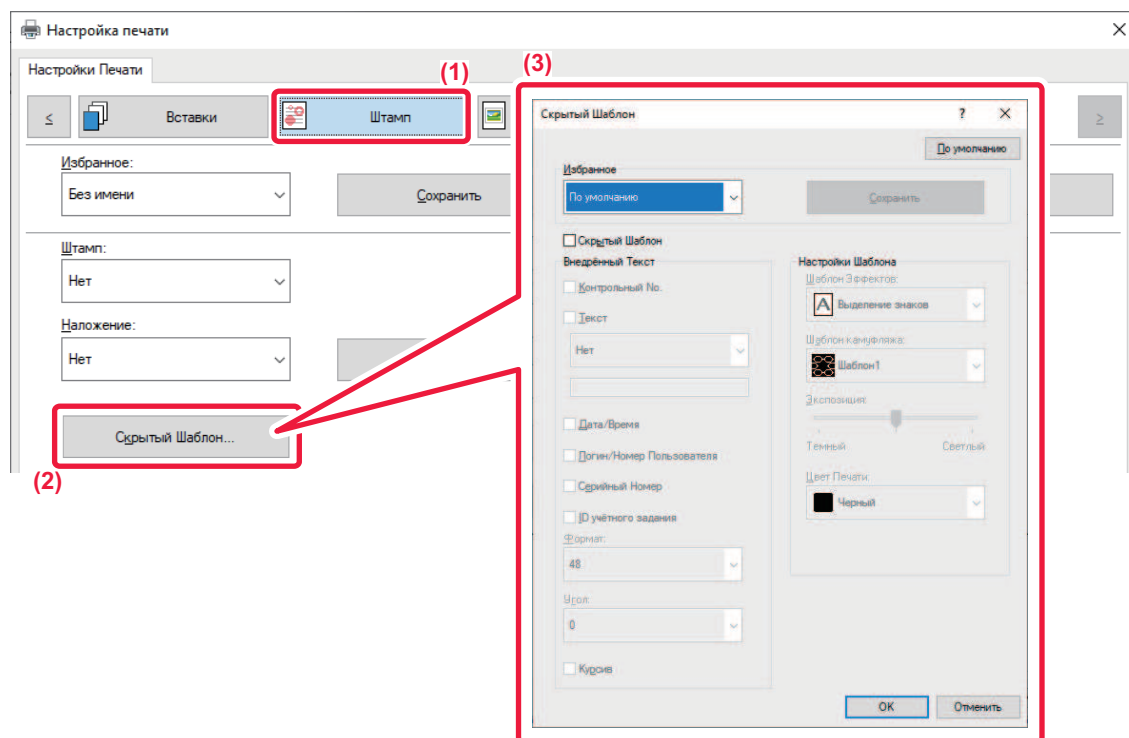 Настройка печати
Настройки Печати
(1)
(3)
<
Вставки
Штамп
>
Избранное:
Без имени
Сохранить
Штамп:
Нет
Наложение:
Нет
Скрытый Шаблон...
(2)
Скрытый Шаблон
?
По умолчанию
Избранное
По умолчанию
Сохранить
Скрытый Шаблон
Внедрённый Текст
Контрольный No.
Текст
Нет
Дата/Время
Логин/Номер Пользователя
Серийный Номер
ID учётного задания
Формат:
48
Угол:
0
Курсив
Настройки Шаблона
Шаблон Эффектов:
A
Выделение знаков
Шаблон камуфляжа:
Шаблон1
Экспозиция:
Темный Светлый
Цвет Печати:
Черный
OK
Отменить